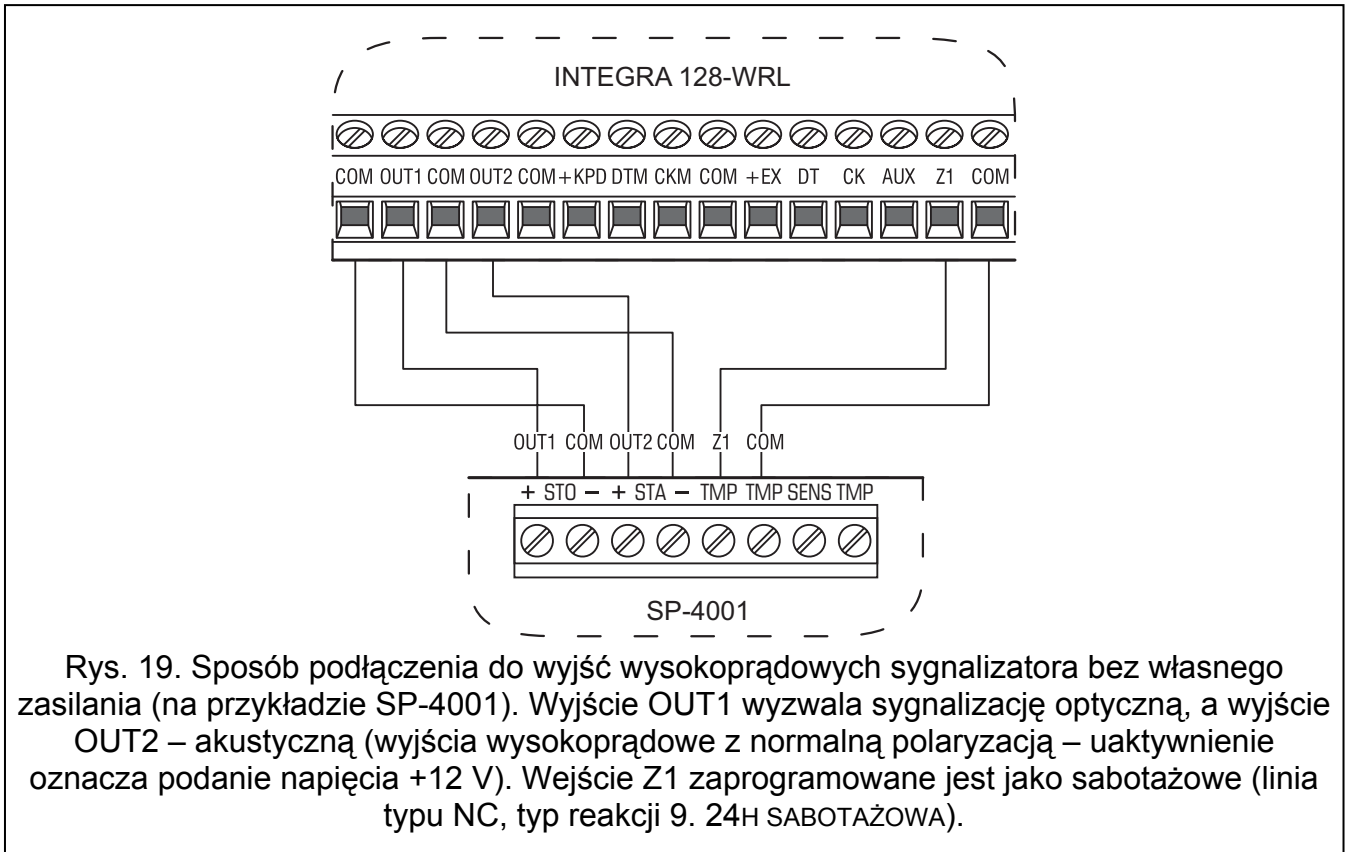 INTEGRA 128-WRL
COM OUT1 COM OUT2 COM +KPD DTM CKM COM +EX DT CK AUX Z1 COM
OUT1 COM OUT2 COM Z1 COM
+ STO - + STA - TMP TMP SENS TMP
SP-4001
Rys. 19. Sposób podłączenia do wyjść wysokoprądowych sygnalizatora bez własnego
zasilania (na przykładzie SP-4001). Wyjście OUT1 wyzwala sygnalizację optyczną, a wyjście
OUT2 – akustyczną (wyjścia wysokoprądowe z normalną polaryzacją – uaktywnienie
oznacza podanie napięcia +12 V). Wejście Z1 zaprogramowane jest jako sabotażowe (linia
typu NC, typ reakcji 9. 24H SABOTAŻOWA).